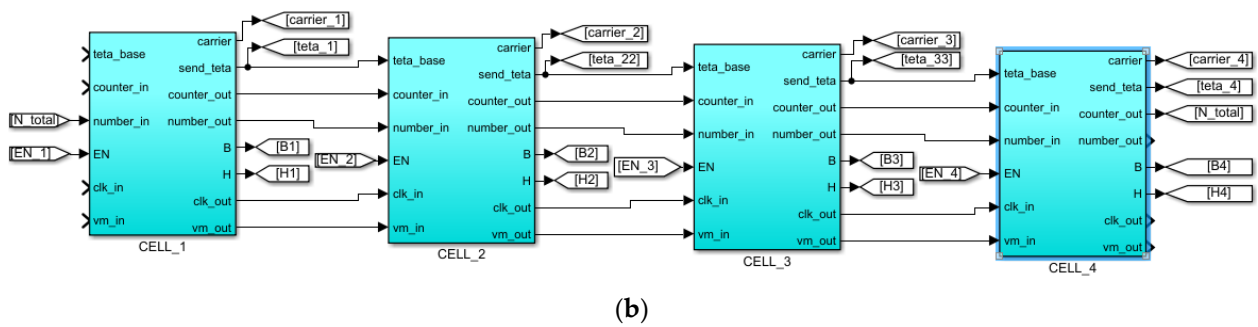 [N_total]
[EN_1]
teta_base
counter_in
number_in
EN
clk_in
vm_in
carrier
send_teta
counter_out
number_out
B
H
clk_out
vm_out
CELL_1
[carrier_1]
[teta_1]
[B1]
[H1]
[EN_2]
teta_base
counter_in
number_in
EN
clk_in
vm_in
carrier
send_teta
counter_out
number_out
B
H
clk_out
vm_out
CELL_2
[carrier_2]
[teta_22]
[B2]
[H2]
[EN_3]
teta_base
counter_in
number_in
EN
clk_in
vm_in
carrier
send_teta
counter_out
number_out
B
H
clk_out
vm_out
CELL_3
[carrier_3]
[teta_33]
[B3]
[H3]
[EN_4]
teta_base
counter_in
number_in
EN
clk_in
vm_in
carrier
send_teta
counter_out
number_out
B
H
clk_out
vm_out
CELL_4
[carrier_4]
[teta_4]
[N_total]
[B4]
[H4]
(b)